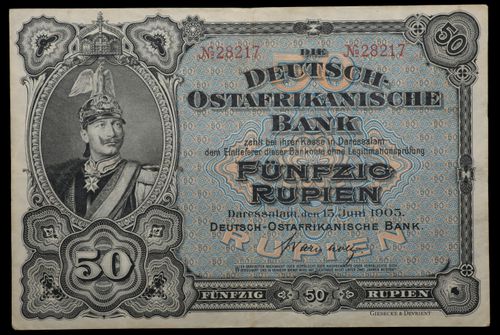 50
№28217 №28217
DIE
DEUTSCH-
OSTAFRIKANISCHE
BANK
zahlt bei ihrer Kasse in Daressalam
dem Einlieferer dieser Banknote ohne Legitimationsprüfung
FÜNFZIG
RUPIEN
Daressalam, den 15. Juni 1905.
DEUTSCH-OSTAFRIKANISCHE BANK.
RUPIEN
50
FÜNFZIG 50 RUPIEN
GIESECKE & DEVRIENT